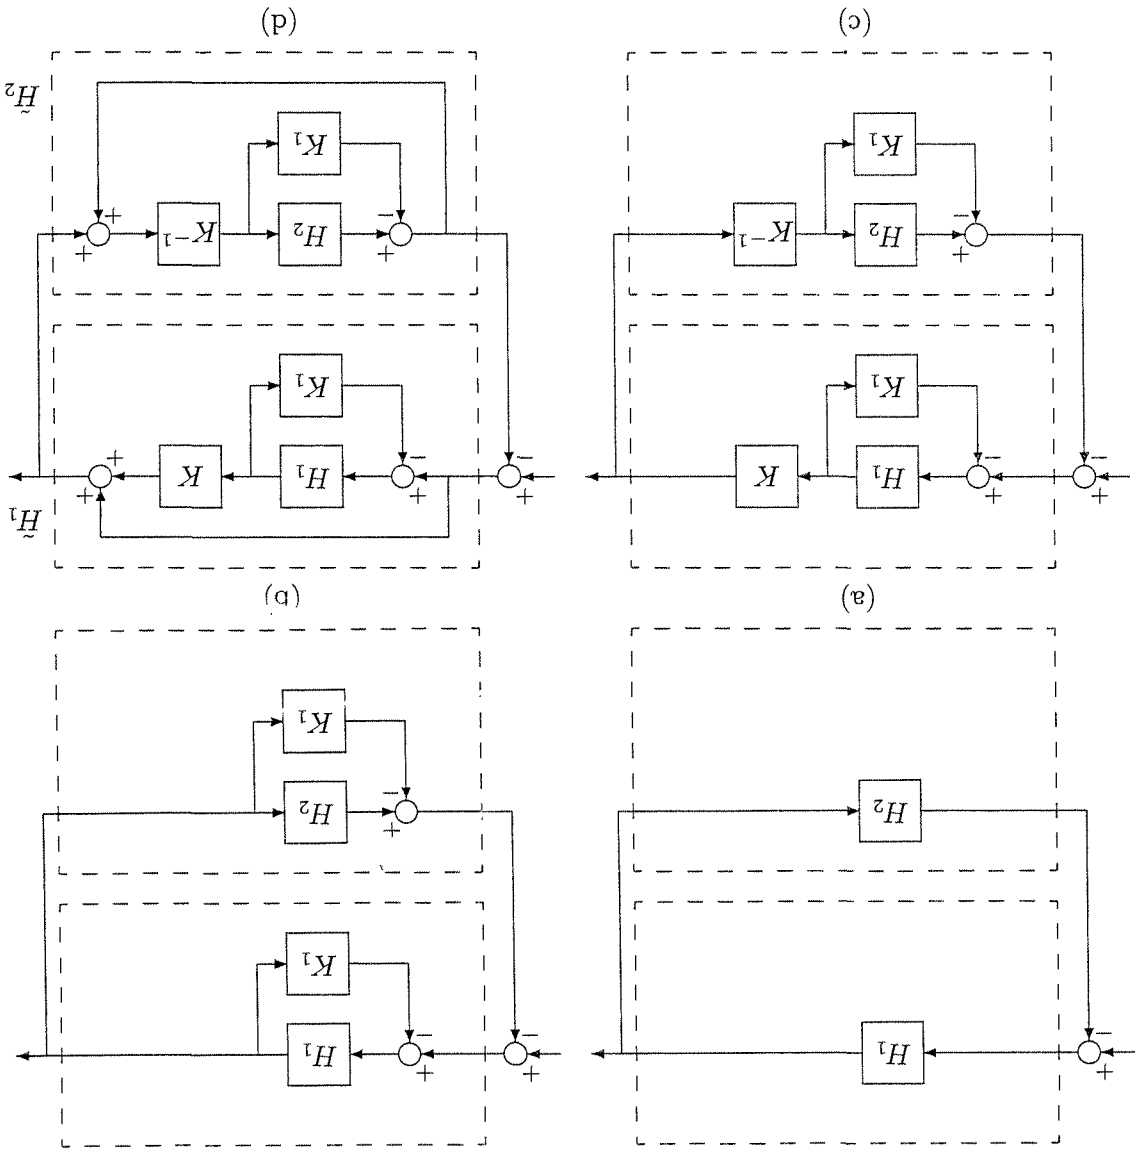 +
−
H₁
H₂
(a)
+
−
+
−
H₁
K₁
+
−
H₂
K₁
(b)
+
−
+
−
H₁
K
K₁
+
−
H₂
K⁻¹
K₁
(c)
H̃₁
+
−
+
−
H₁
K
+
+
K₁
+
−
H₂
K⁻¹
+
+
K₁
H̃₂
(d)